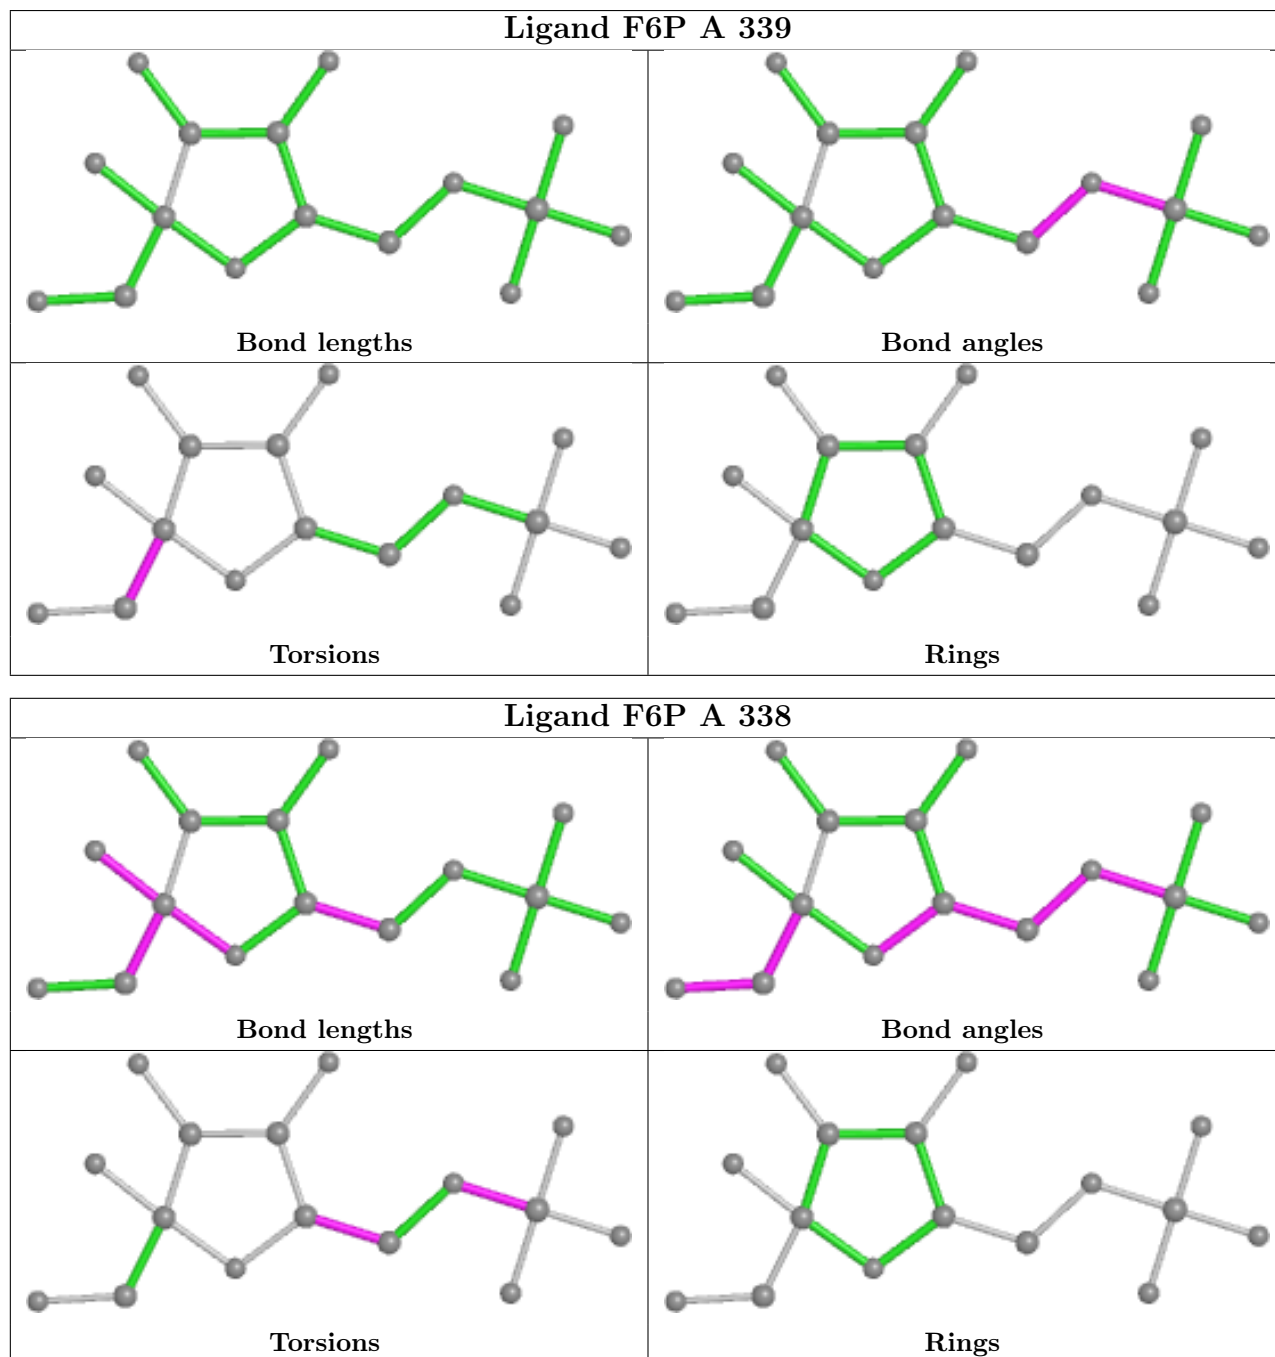 Ligand F6P A 339
Bond lengths
Bond angles
Torsions
Rings
Ligand F6P A 338
Bond lengths
Bond angles
Torsions
Rings